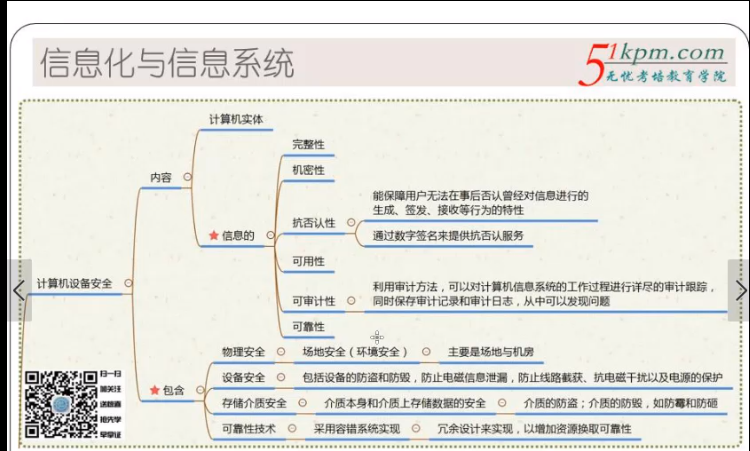 信息化与信息系统
51kpm.com
无忧考培教育学院
计算机实体
完整性
机密性
内容
能保障用户无法在事后否认曾经对信息进行的
生成、签发、接收等行为的特性
抗否认性
信息的
通过数字签名来提供抗否认服务
可用性
计算机设备安全
利用审计方法，可以对计算机信息系统的工作过程进行详尽的审计跟踪，
同时保存审计记录和审计日志，从中可以发现问题
可审计性
可靠性
物理安全 场地安全（环境安全） 主要是场地与机房
设备安全 包括设备的防盗和防毁，防止电磁信息泄漏，防止线路截获、抗电磁干扰以及电源的保护
包含
存储介质安全 介质本身和介质上存储数据的安全 介质的防盗；介质的防毁，如防霉和防砸
可靠性技术 采用容错系统实现 冗余设计来实现，以增加资源换取可靠性
扫一扫
加关注
送题喜
抢先学
早拿证